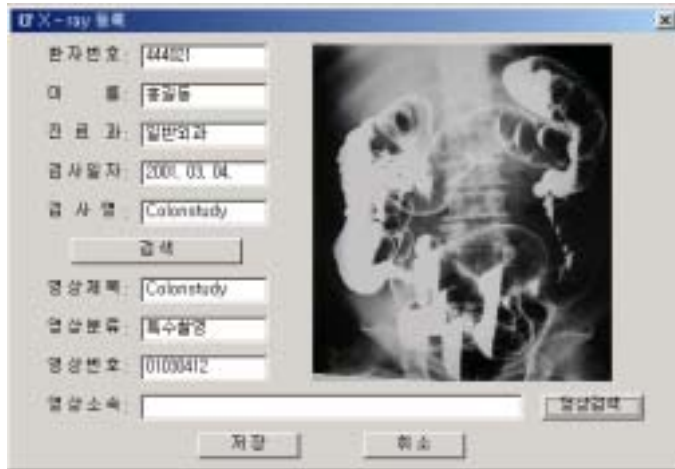 X-ray 등록
환자번호: 444021
이 름: 홍길동
진 료 과: 일반외과
검사일자: 2001. 03. 04.
검 사 명: Colonstudy
검색
영상제목: Colonstudy
영상분류: 특수촬영
영상번호: 01030412
영상소속:
영상검색
저장 취소